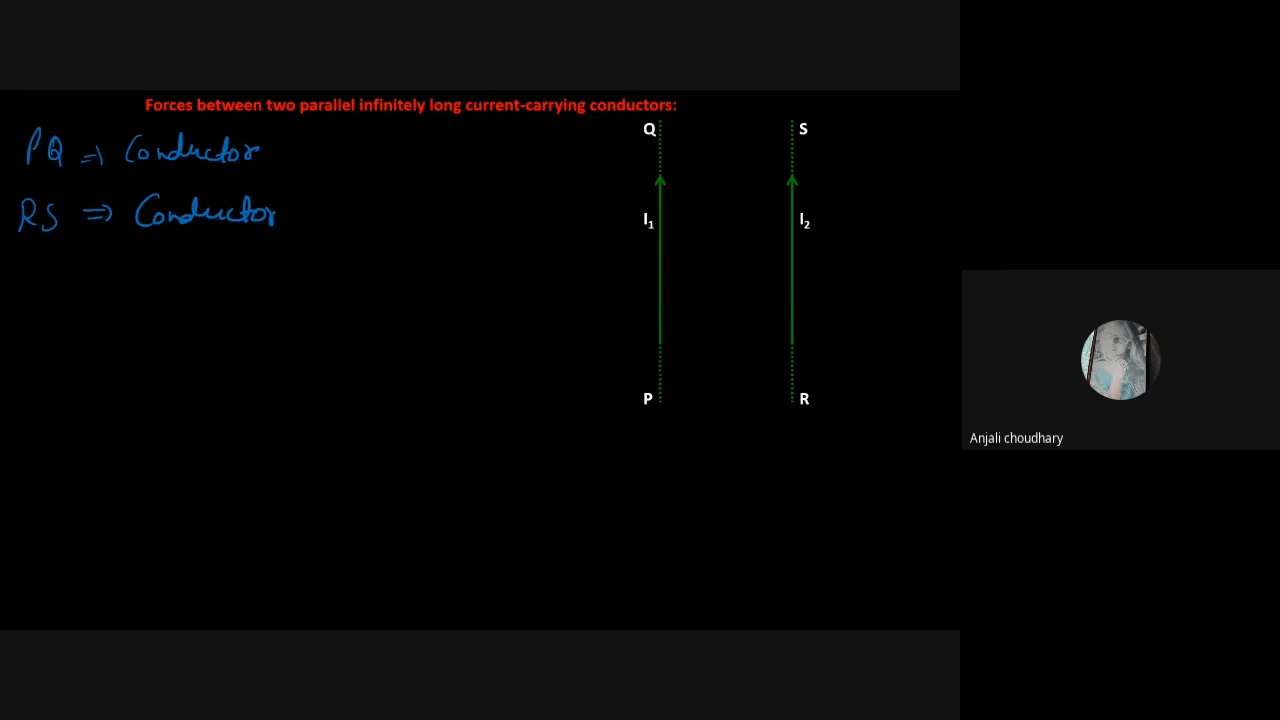 Forces between two parallel infinitely long current-carrying conductors:
Q S
PQ ⇒ Conductor
RS ⇒ Conductor
I₁ I₂
P R
Anjali choudhary